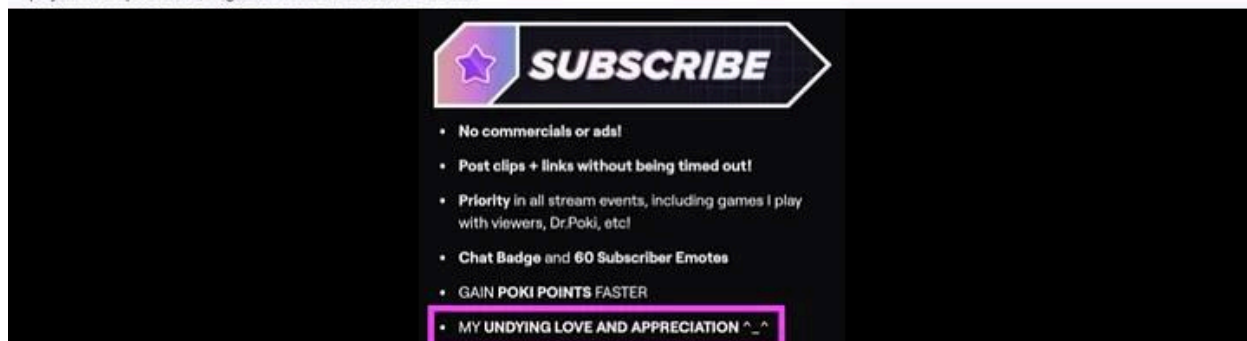 SUBSCRIBE
• No commercials or ads!
• Post clips + links without being timed out!
• Priority in all stream events, including games I play
with viewers, Dr.Poki, etc!
• Chat Badge and 60 Subscriber Emotes
• GAIN POKI POINTS FASTER
• MY UNDYING LOVE AND APPRECIATION ^_^